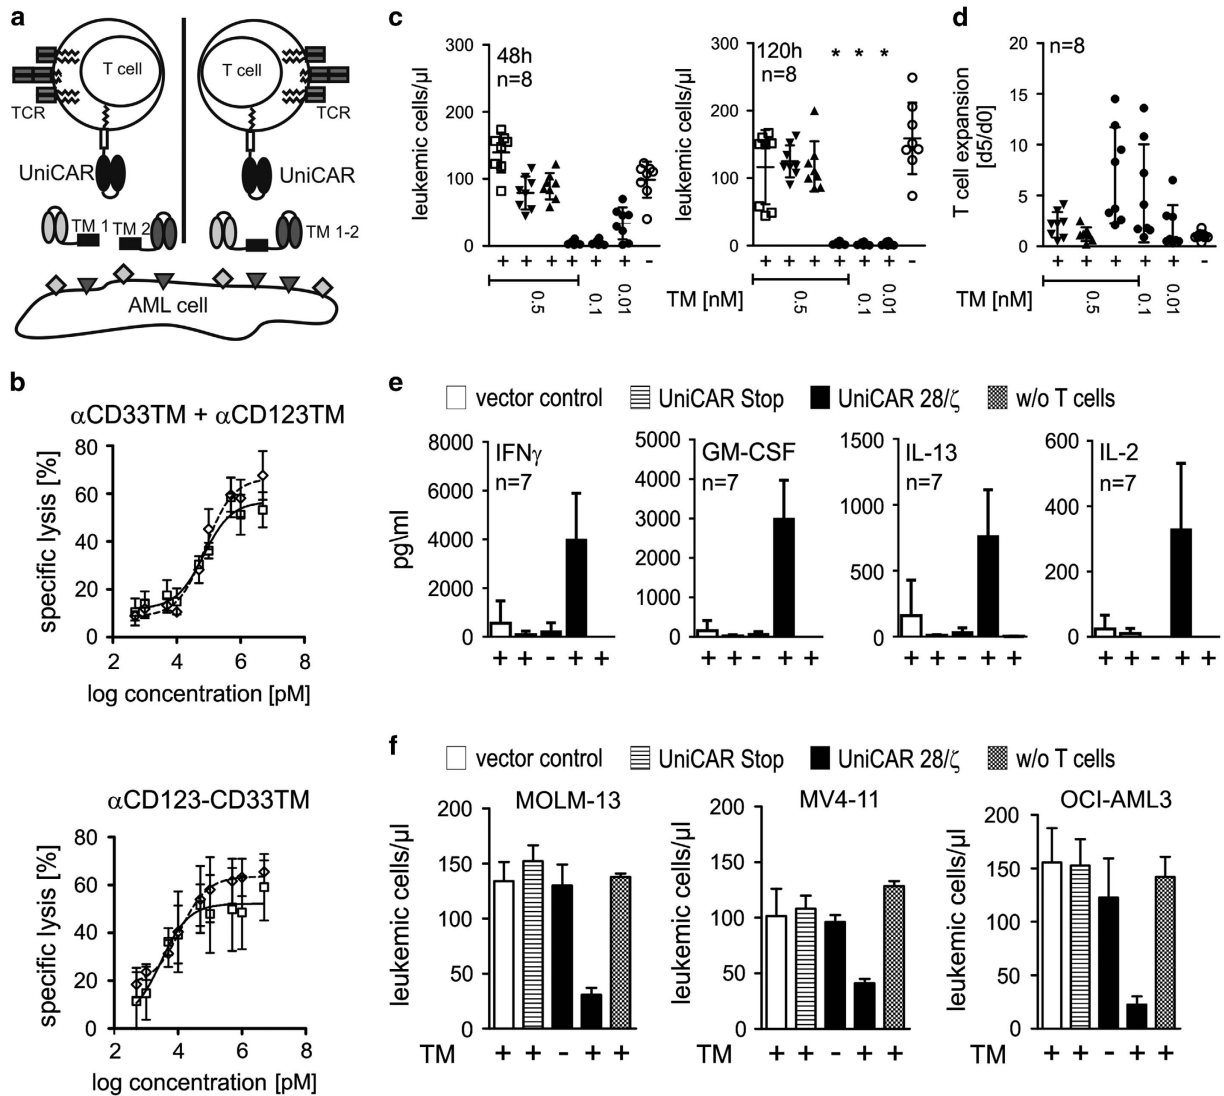 a
T cell
T cell
TCR
TCR
UniCAR
UniCAR
TM 1 TM 2
TM 1-2
AML cell
b
αCD33TM + αCD123TM
specific lysis [%]
80
60
40
20
0
2 4 6 8
log concentration [pM]
αCD123-CD33TM
specific lysis [%]
80
60
40
20
0
2 4 6 8
log concentration [pM]
c
leukemic cells/µl
300
200
100
0
48h
n=8
+ + + + + + -
0.5 0.1 0.01
leukemic cells/µl
300
200
100
0
120h
n=8
* * *
+ + + + + + -
TM [nM]
0.5 0.1 0.01
d
T cell expansion
[d5/d0]
20
15
10
5
0
n=8
+ + + + + -
TM [nM]
0.5 0.1 0.01
e
vector control UniCAR Stop UniCAR 28/ζ w/o T cells
pg\ml
8000
6000
4000
2000
0
IFNγ
n=7
+ + - + +
5000
4000
3000
2000
1000
0
GM-CSF
n=7
+ + - + +
1500
1000
500
0
IL-13
n=7
+ + - + +
600
400
200
0
IL-2
n=7
+ + - + +
f
vector control UniCAR Stop UniCAR 28/ζ w/o T cells
MOLM-13
leukemic cells/µl
200
150
100
50
0
TM + + - + +
MV4-11
leukemic cells/µl
200
150
100
50
0
TM + + - + +
OCI-AML3
leukemic cells/µl
200
150
100
50
0
TM + + - + +